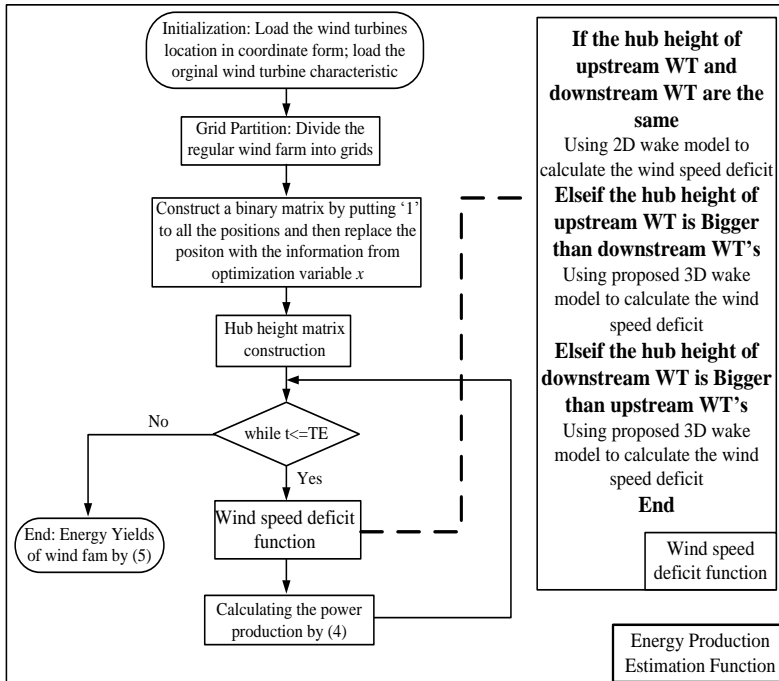 Initialization: Load the wind turbines
location in coordinate form; load the
orginal wind turbine characteristic
Grid Partition: Divide the
regular wind farm into grids
Construct a binary matrix by putting ‘1’
to all the positions and then replace the
positon with the information from
optimization variable x
Hub height matrix
construction
while t<=TE
No
Yes
End: Energy Yields
of wind fam by (5)
Wind speed deficit
function
Calculating the power
production by (4)
If the hub height of
upstream WT and
downstream WT are the
same
Using 2D wake model to
calculate the wind speed deficit
Elseif the hub height of
upstream WT is Bigger
than downstream WT’s
Using proposed 3D wake
model to calculate the wind
speed deficit
Elseif the hub height of
downstream WT is Bigger
than upstream WT’s
Using proposed 3D wake
model to calculate the wind
speed deficit
End
Wind speed
deficit function
Energy Production
Estimation Function